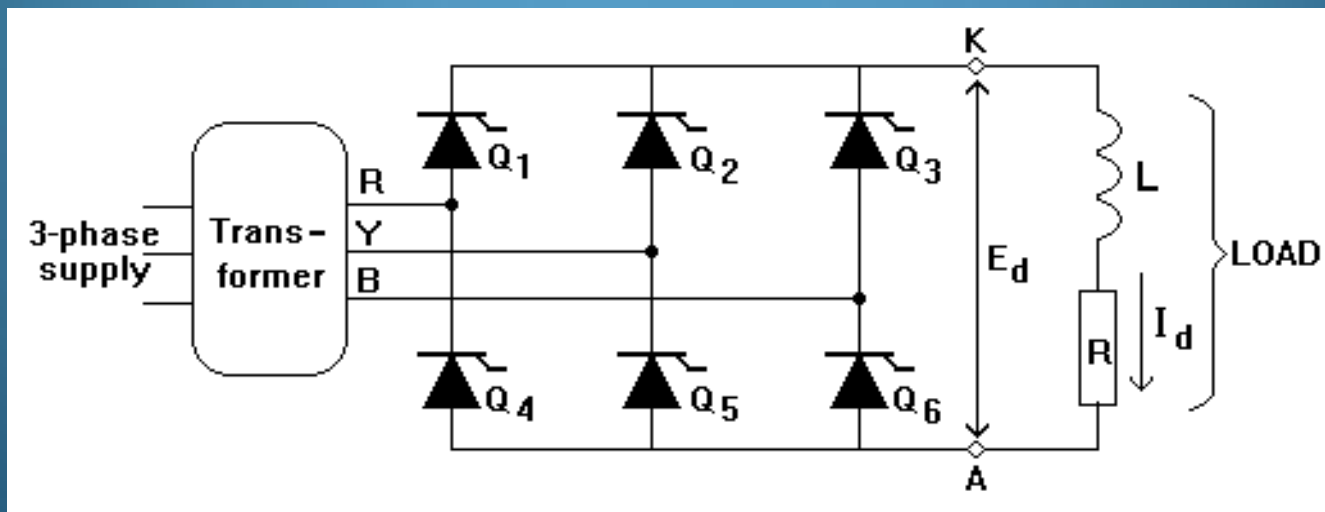 K
Q1
Q2
Q3
R
Y
B
3-phase
supply
Trans-
former
L
Ed
LOAD
R
Id
Q4
Q5
Q6
A